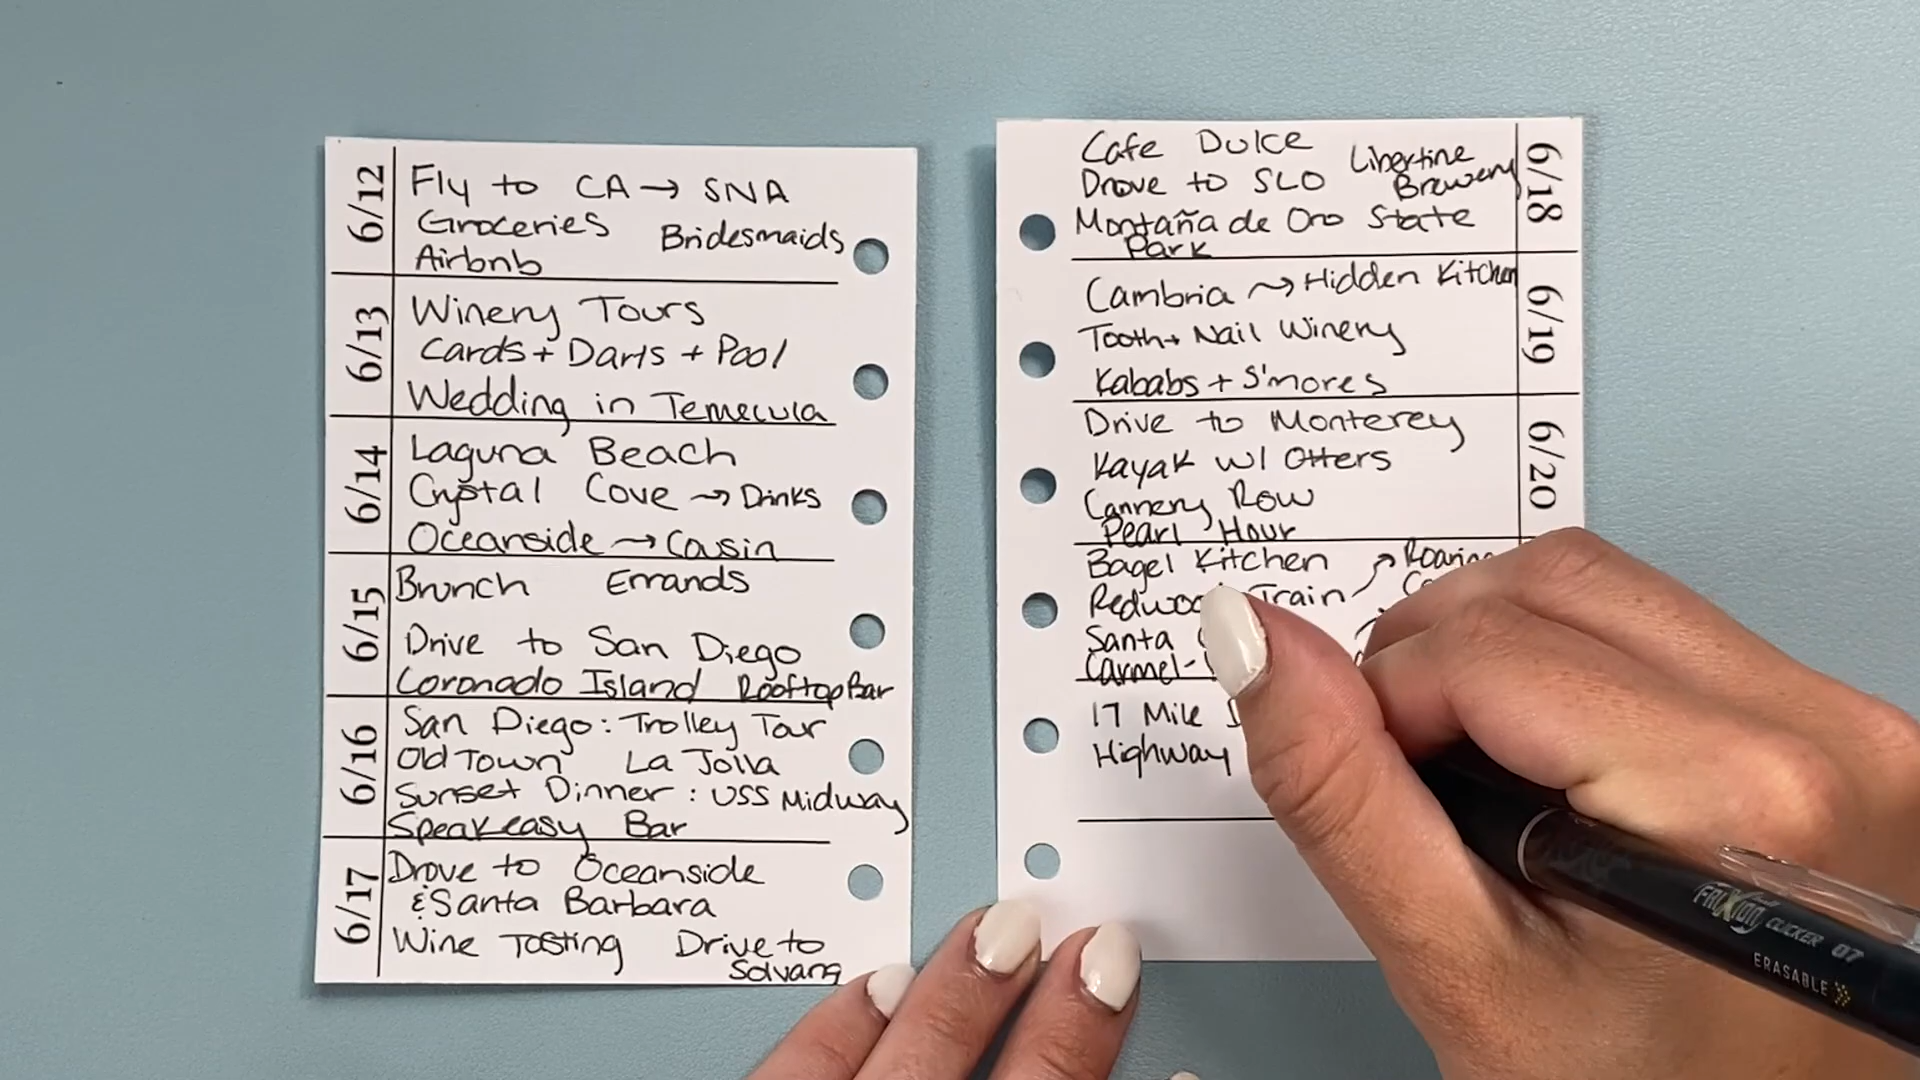 6/12
Fly to CA → SNA
Groceries Bridesmaids
Airbnb
6/13
Winery Tours
Cards + Darts + Pool
Wedding in Temecula
6/14
Laguna Beach
Crystal Cove → Drinks
Oceanside → Cousin
6/15
Brunch Errands
Drive to San Diego
Coronado Island Rooftop Bar
6/16
San Diego: Trolley Tour
Old Town La Jolla
Sunset Dinner: USS Midway
Speakeasy Bar
6/17
Drove to Oceanside
& Santa Barbara
Wine Tasting Drive to
Solvang
6/18
Cafe Dulce Libertine
Drove to SLO Brewery
Montaña de Oro State
Park
6/19
Cambria → Hidden Kitchen
Tooth + Nail Winery
Kababs + S'mores
6/20
Drive to Monterey
Kayak w/ Otters
Cannery Row
Pearl Hour
Bagel Kitchen → Roaring
Train
Santa
Carmel-
17 Mile
Highway
FRIXION CLICKER 07
ERASABLE